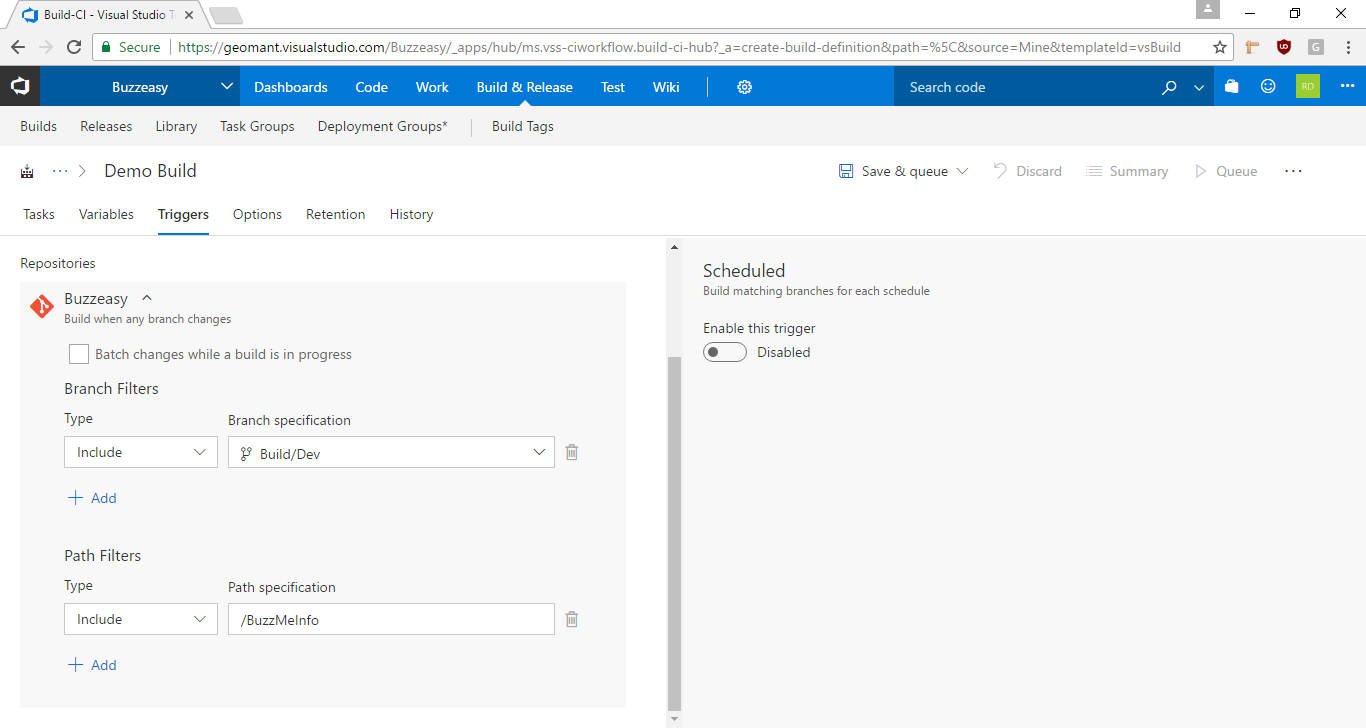 Build-CI - Visual Studio T
Secure
https://geomant.visualstudio.com/Buzzeasy/_apps/hub/ms.vss-ciworkflow.build-ci-hub?_a=create-build-definition&path=%5C&source=Mine&templateId=vsBuild
G
Buzzeasy
Dashboards
Code
Work
Build & Release
Test
Wiki
Search code
RD
Builds
Releases
Library
Task Groups
Deployment Groups*
Build Tags
... > Demo Build
Save & queue
Discard
Summary
Queue
...
Tasks
Variables
Triggers
Options
Retention
History
Repositories
Buzzeasy
Build when any branch changes
Batch changes while a build is in progress
Branch Filters
Type
Branch specification
Include
Build/Dev
+ Add
Path Filters
Type
Path specification
Include
/BuzzMeInfo
+ Add
Scheduled
Build matching branches for each schedule
Enable this trigger
Disabled